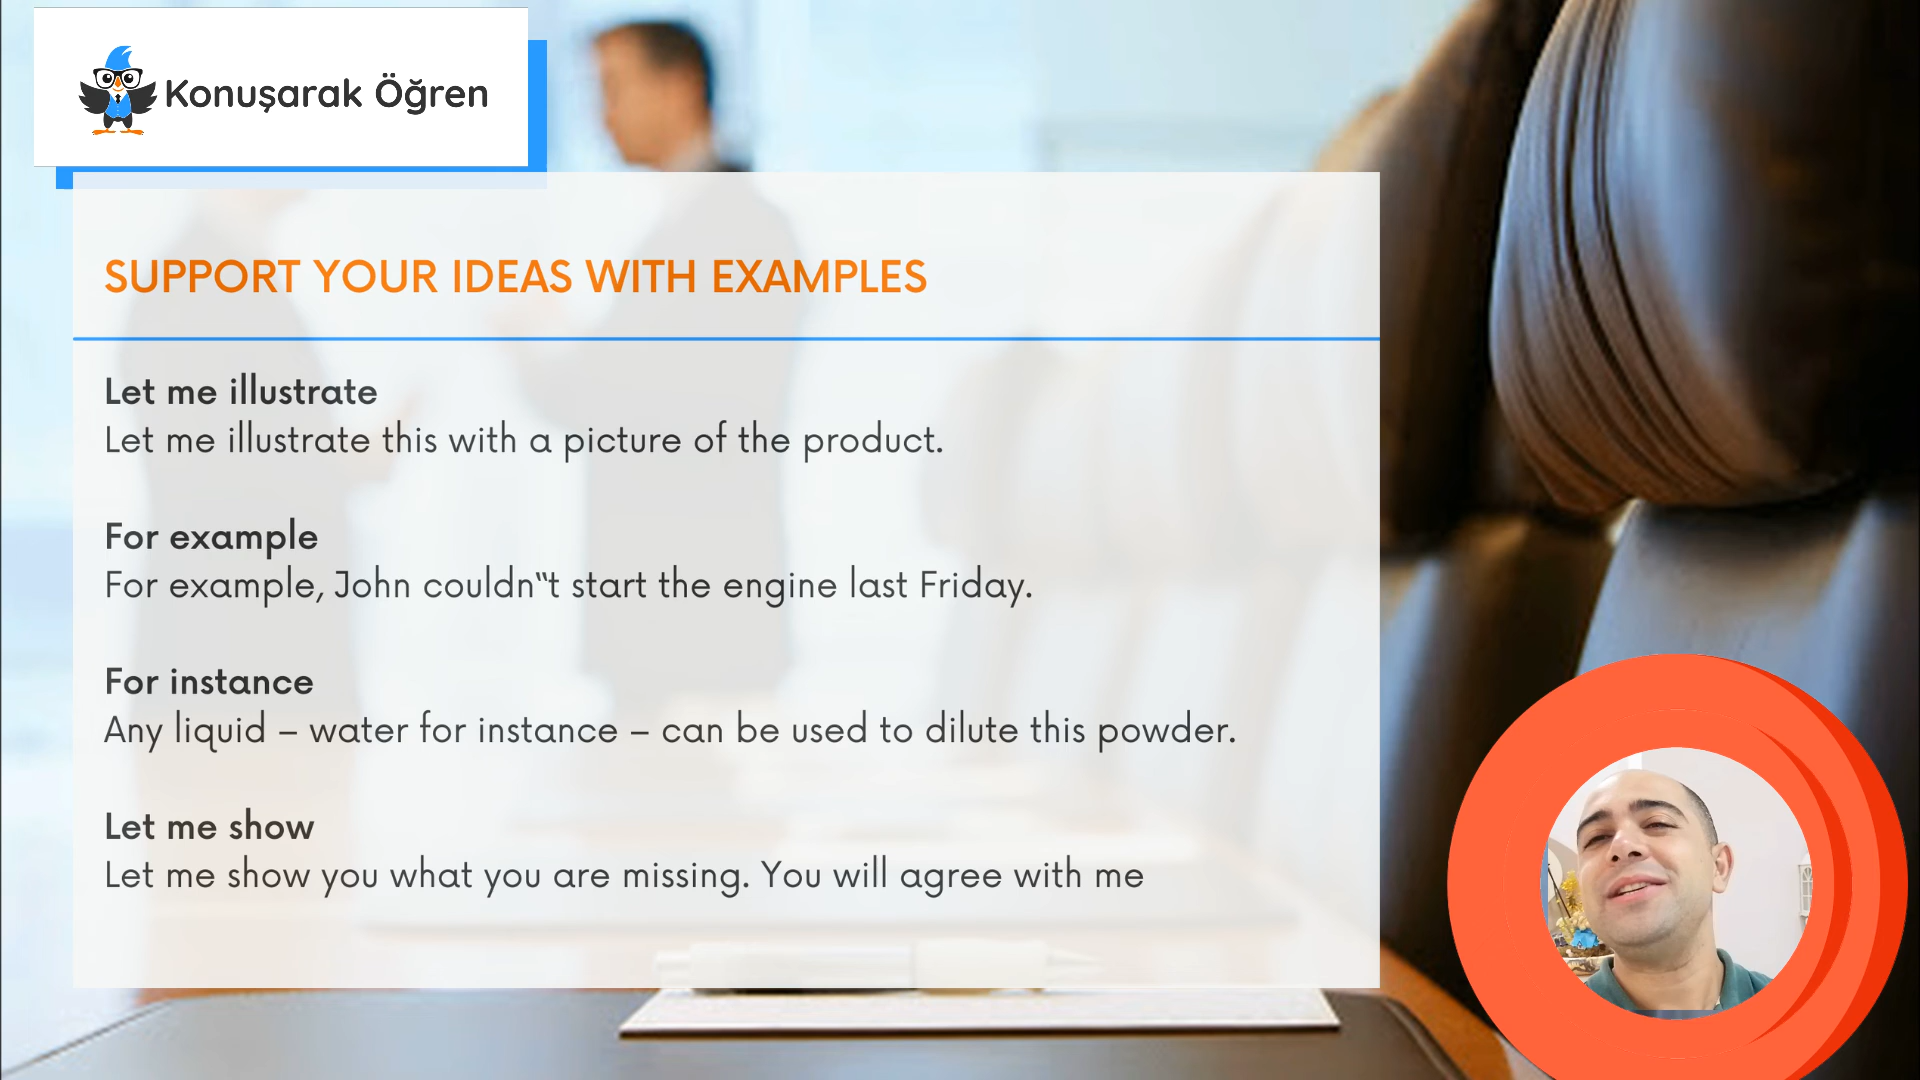 Konuşarak Öğren
SUPPORT YOUR IDEAS WITH EXAMPLES
Let me illustrate
Let me illustrate this with a picture of the product.
For example
For example, John couldn‟t start the engine last Friday.
For instance
Any liquid – water for instance – can be used to dilute this powder.
Let me show
Let me show you what you are missing. You will agree with me